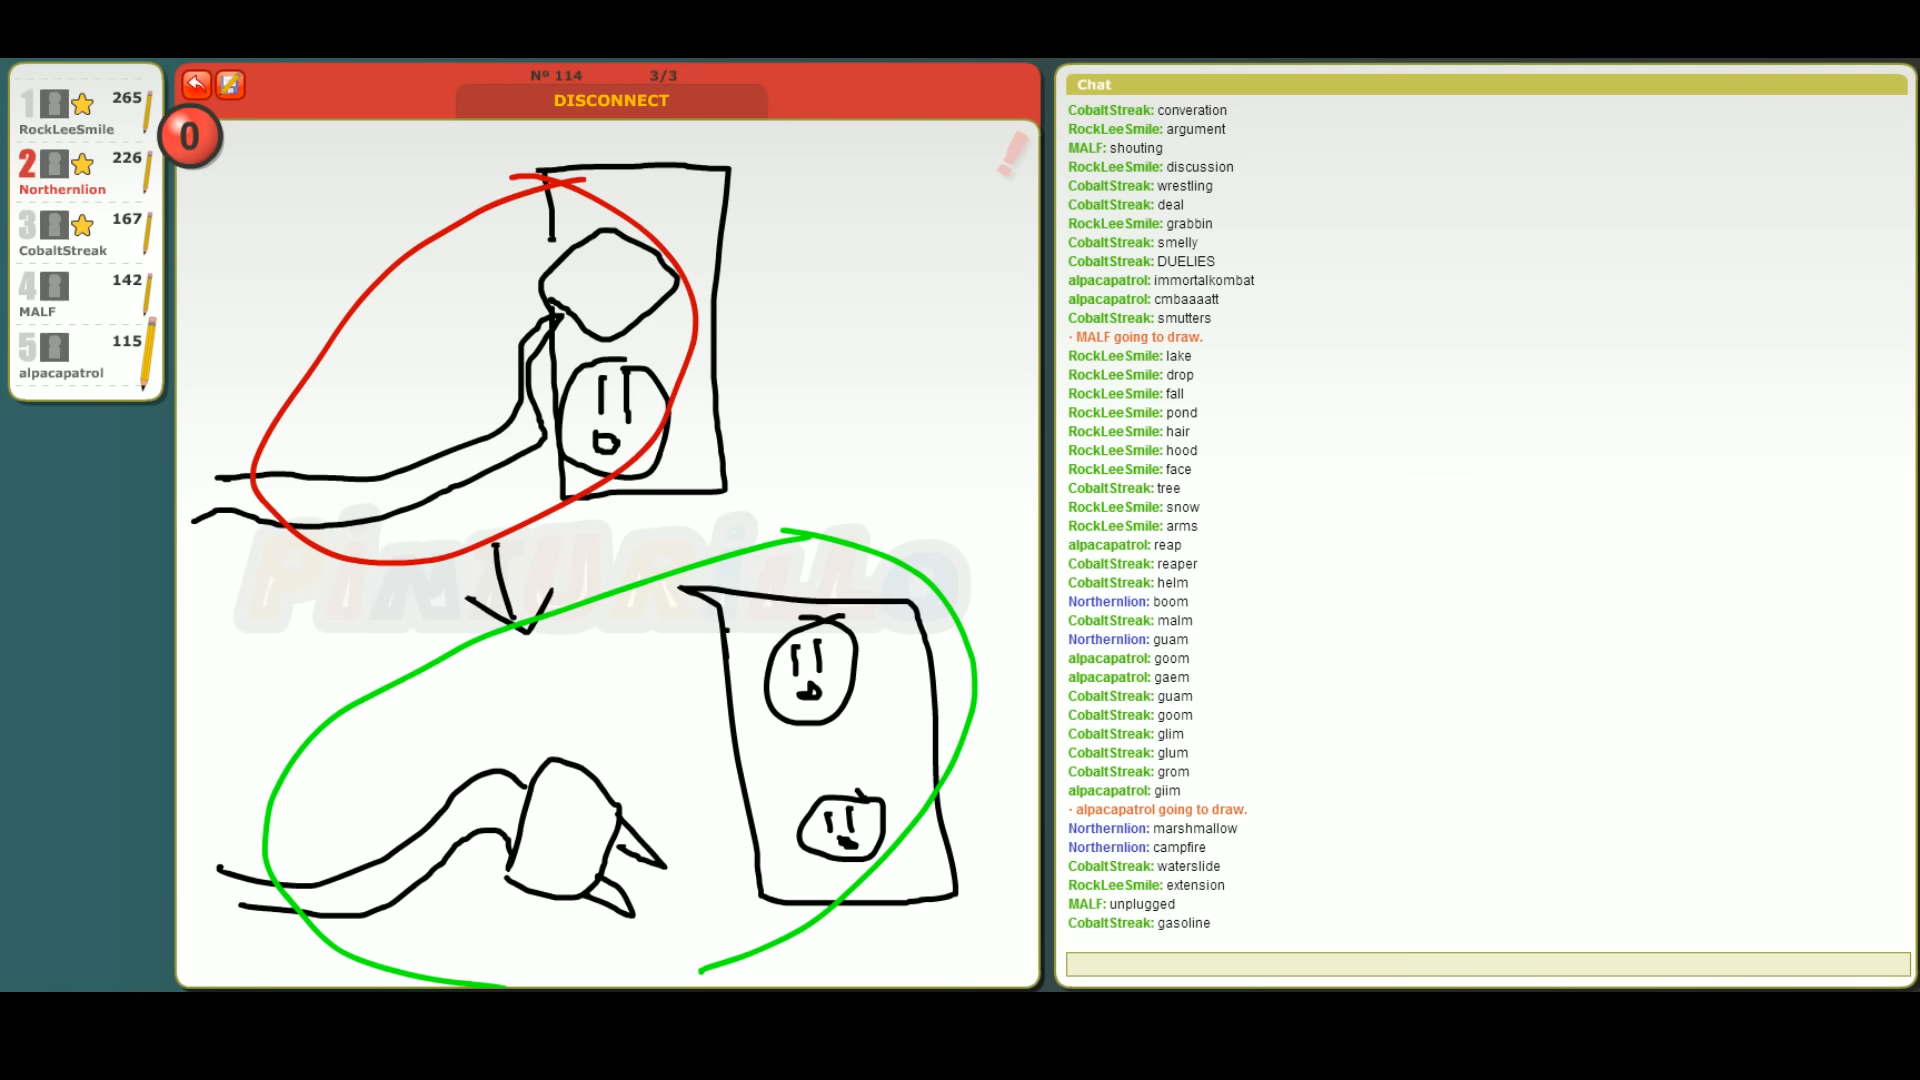 1 265
RockLeeSmile
2 226
Northernlion
3 167
CobaltStreak
4 142
MALF
5 115
alpacapatrol
0
Nº 114 3/3
DISCONNECT
Pinturillo
Chat
CobaltStreak: converation
RockLeeSmile: argument
MALF: shouting
RockLeeSmile: discussion
CobaltStreak: wrestling
CobaltStreak: deal
RockLeeSmile: grabbin
CobaltStreak: smelly
CobaltStreak: DUELIES
alpacapatrol: immortalkombat
alpacapatrol: cmbaaaatt
CobaltStreak: smutters
· MALF going to draw.
RockLeeSmile: lake
RockLeeSmile: drop
RockLeeSmile: fall
RockLeeSmile: pond
RockLeeSmile: hair
RockLeeSmile: hood
RockLeeSmile: face
CobaltStreak: tree
RockLeeSmile: snow
RockLeeSmile: arms
alpacapatrol: reap
CobaltStreak: reaper
CobaltStreak: helm
Northernlion: boom
CobaltStreak: malm
Northernlion: guam
alpacapatrol: goom
alpacapatrol: gaem
CobaltStreak: guam
CobaltStreak: goom
CobaltStreak: glim
CobaltStreak: glum
CobaltStreak: grom
alpacapatrol: giim
· alpacapatrol going to draw.
Northernlion: marshmallow
Northernlion: campfire
CobaltStreak: waterslide
RockLeeSmile: extension
MALF: unplugged
CobaltStreak: gasoline